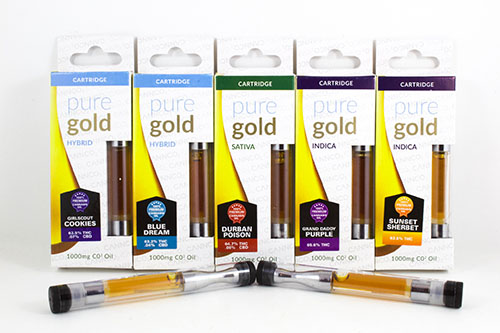 CARTRIDGE
pure
gold
HYBRID
GIRLSCOUT
COOKIES
1000mg CO² Oil
CARTRIDGE
pure
gold
HYBRID
BLUE
DREAM
1000mg CO² Oil
CARTRIDGE
pure
gold
SATIVA
DURBAN
POISON
1000mg CO² Oil
CARTRIDGE
pure
gold
INDICA
GRAND DADDY
PURPLE
1000mg CO² Oil
CARTRIDGE
pure
gold
INDICA
SUNSET
SHERBET
1000mg CO² Oil